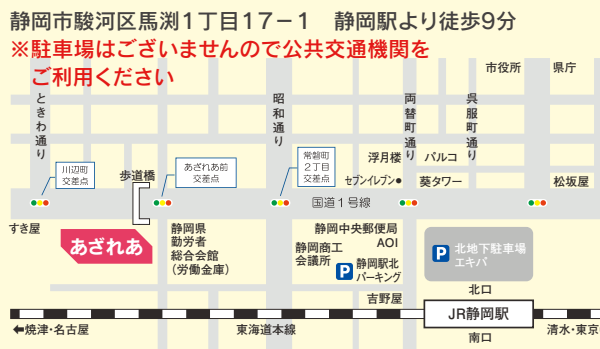 静岡市駿河区馬渕1丁目17－1　静岡駅より徒歩9分
※駐車場はございませんので公共交通機関を
ご利用ください
市役所
県庁
ときわ通り
昭和通り
両替町通り
呉服町通り
川辺町
交差点
歩道橋
あざれあ前
交差点
常磐町
2丁目
交差点
浮月楼
パルコ
セブンイレブン
葵タワー
松坂屋
国道1号線
すき屋
あざれあ
静岡県
勤労者
総合会館
(労働金庫)
静岡中央郵便局
静岡商工
会議所
AOI
P
静岡駅北
パーキング
P
北地下駐車場
エキパ
吉野屋
北口
JR静岡駅
南口
←焼津・名古屋
東海道本線
清水・東京